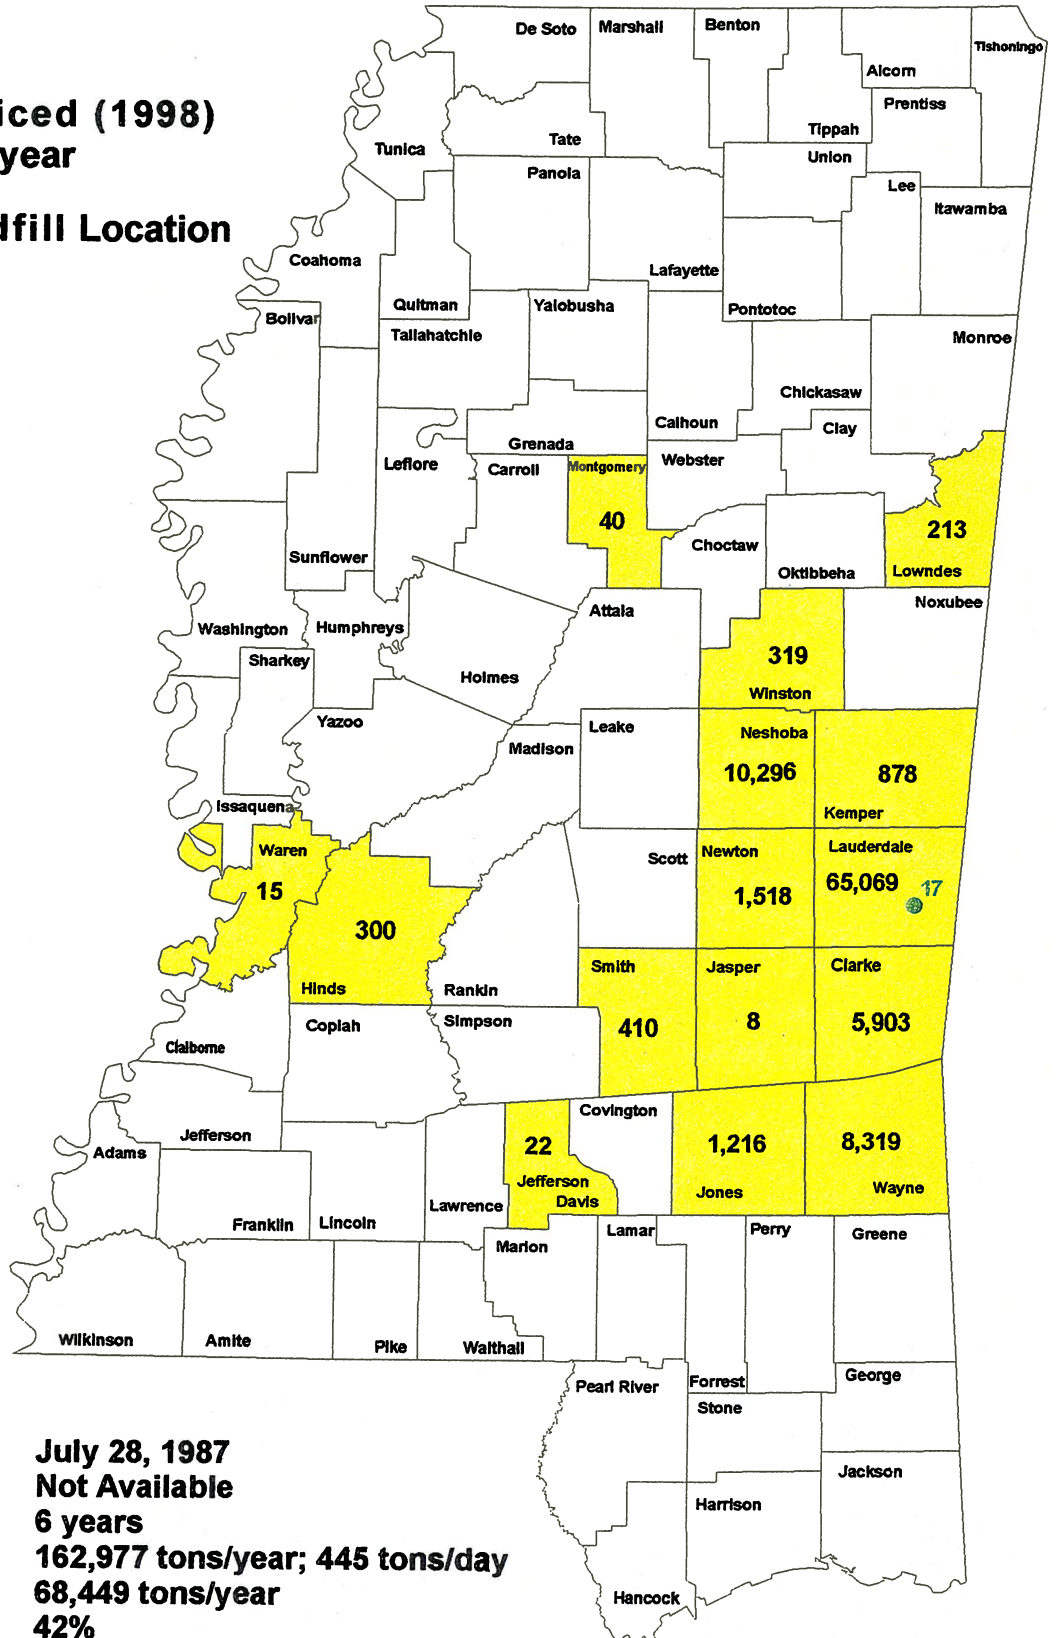 iced (1998)
year
dfill Location
De Soto
Marshall
Benton
Tishomingo
Alcorn
Prentiss
Tippah
Tunica
Tate
Union
Panola
Lee
Itawamba
Coahoma
Lafayette
Quitman
Yalobusha
Pontotoc
Bolivar
Tallahatchie
Monroe
Chickasaw
Calhoun
Clay
Grenada
Leflore
Carroll
Montgomery
40
Webster
213
Lowndes
Choctaw
Oktibbeha
Sunflower
Attala
Noxubee
Washington
Humphreys
319
Winston
Sharkey
Holmes
Yazoo
Leake
Neshoba
10,296
878
Kemper
Madison
Issaquena
Waren
15
Scott
Newton
1,518
Lauderdale
65,069
17
300
Hinds
Rankin
Smith
410
Jasper
8
Clarke
5,903
Copiah
Simpson
Claiborne
Covington
Jefferson
22
Jefferson
Davis
1,216
Jones
8,319
Wayne
Adams
Lawrence
Franklin
Lincoln
Marion
Lamar
Perry
Greene
Wilkinson
Amite
Pike
Walthall
Pearl River
Forrest
George
Stone
Jackson
Harrison
Hancock
July 28, 1987
Not Available
6 years
162,977 tons/year; 445 tons/day
68,449 tons/year
42%